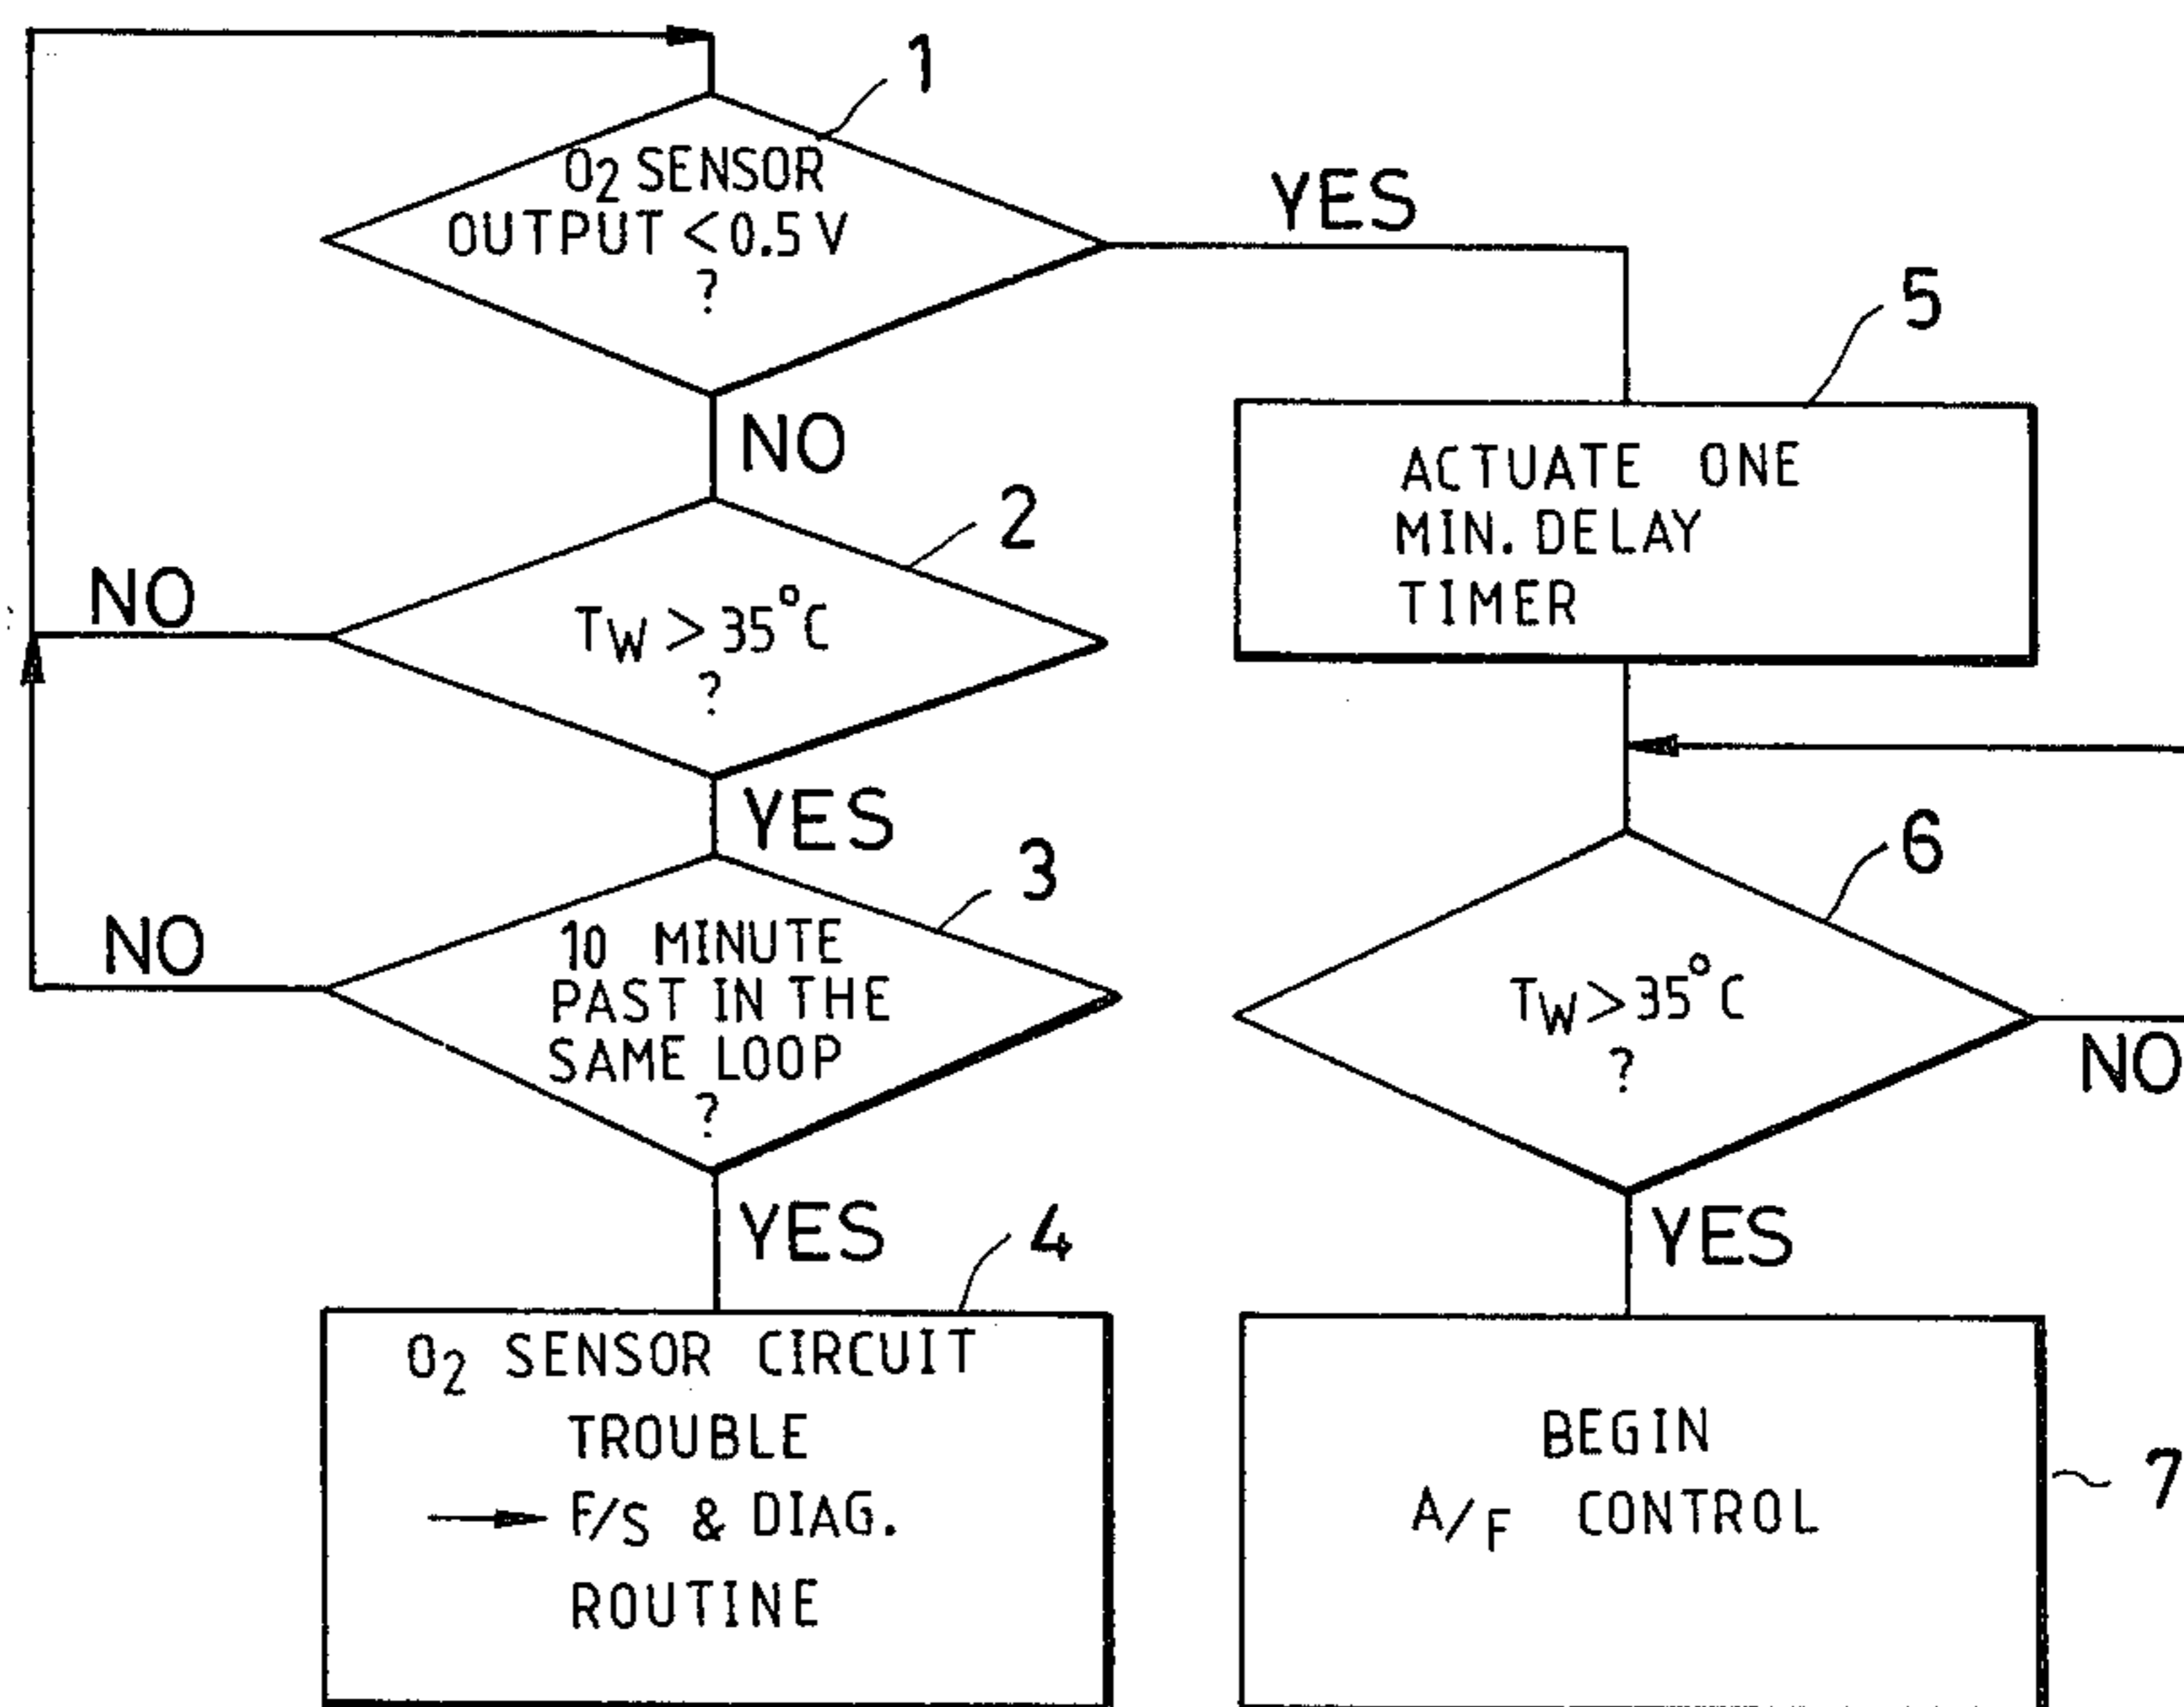 1
O2 SENSOR
OUTPUT <0.5 V
?
YES
NO
2
TW > 35°C
?
NO
YES
3
10 MINUTE
PAST IN THE
SAME LOOP
?
NO
YES
4
O2 SENSOR CIRCUIT
TROUBLE
→ F/S & DIAG.
ROUTINE
5
ACTUATE ONE
MIN. DELAY
TIMER
6
TW > 35°C
?
NO
YES
BEGIN
A/F CONTROL
7